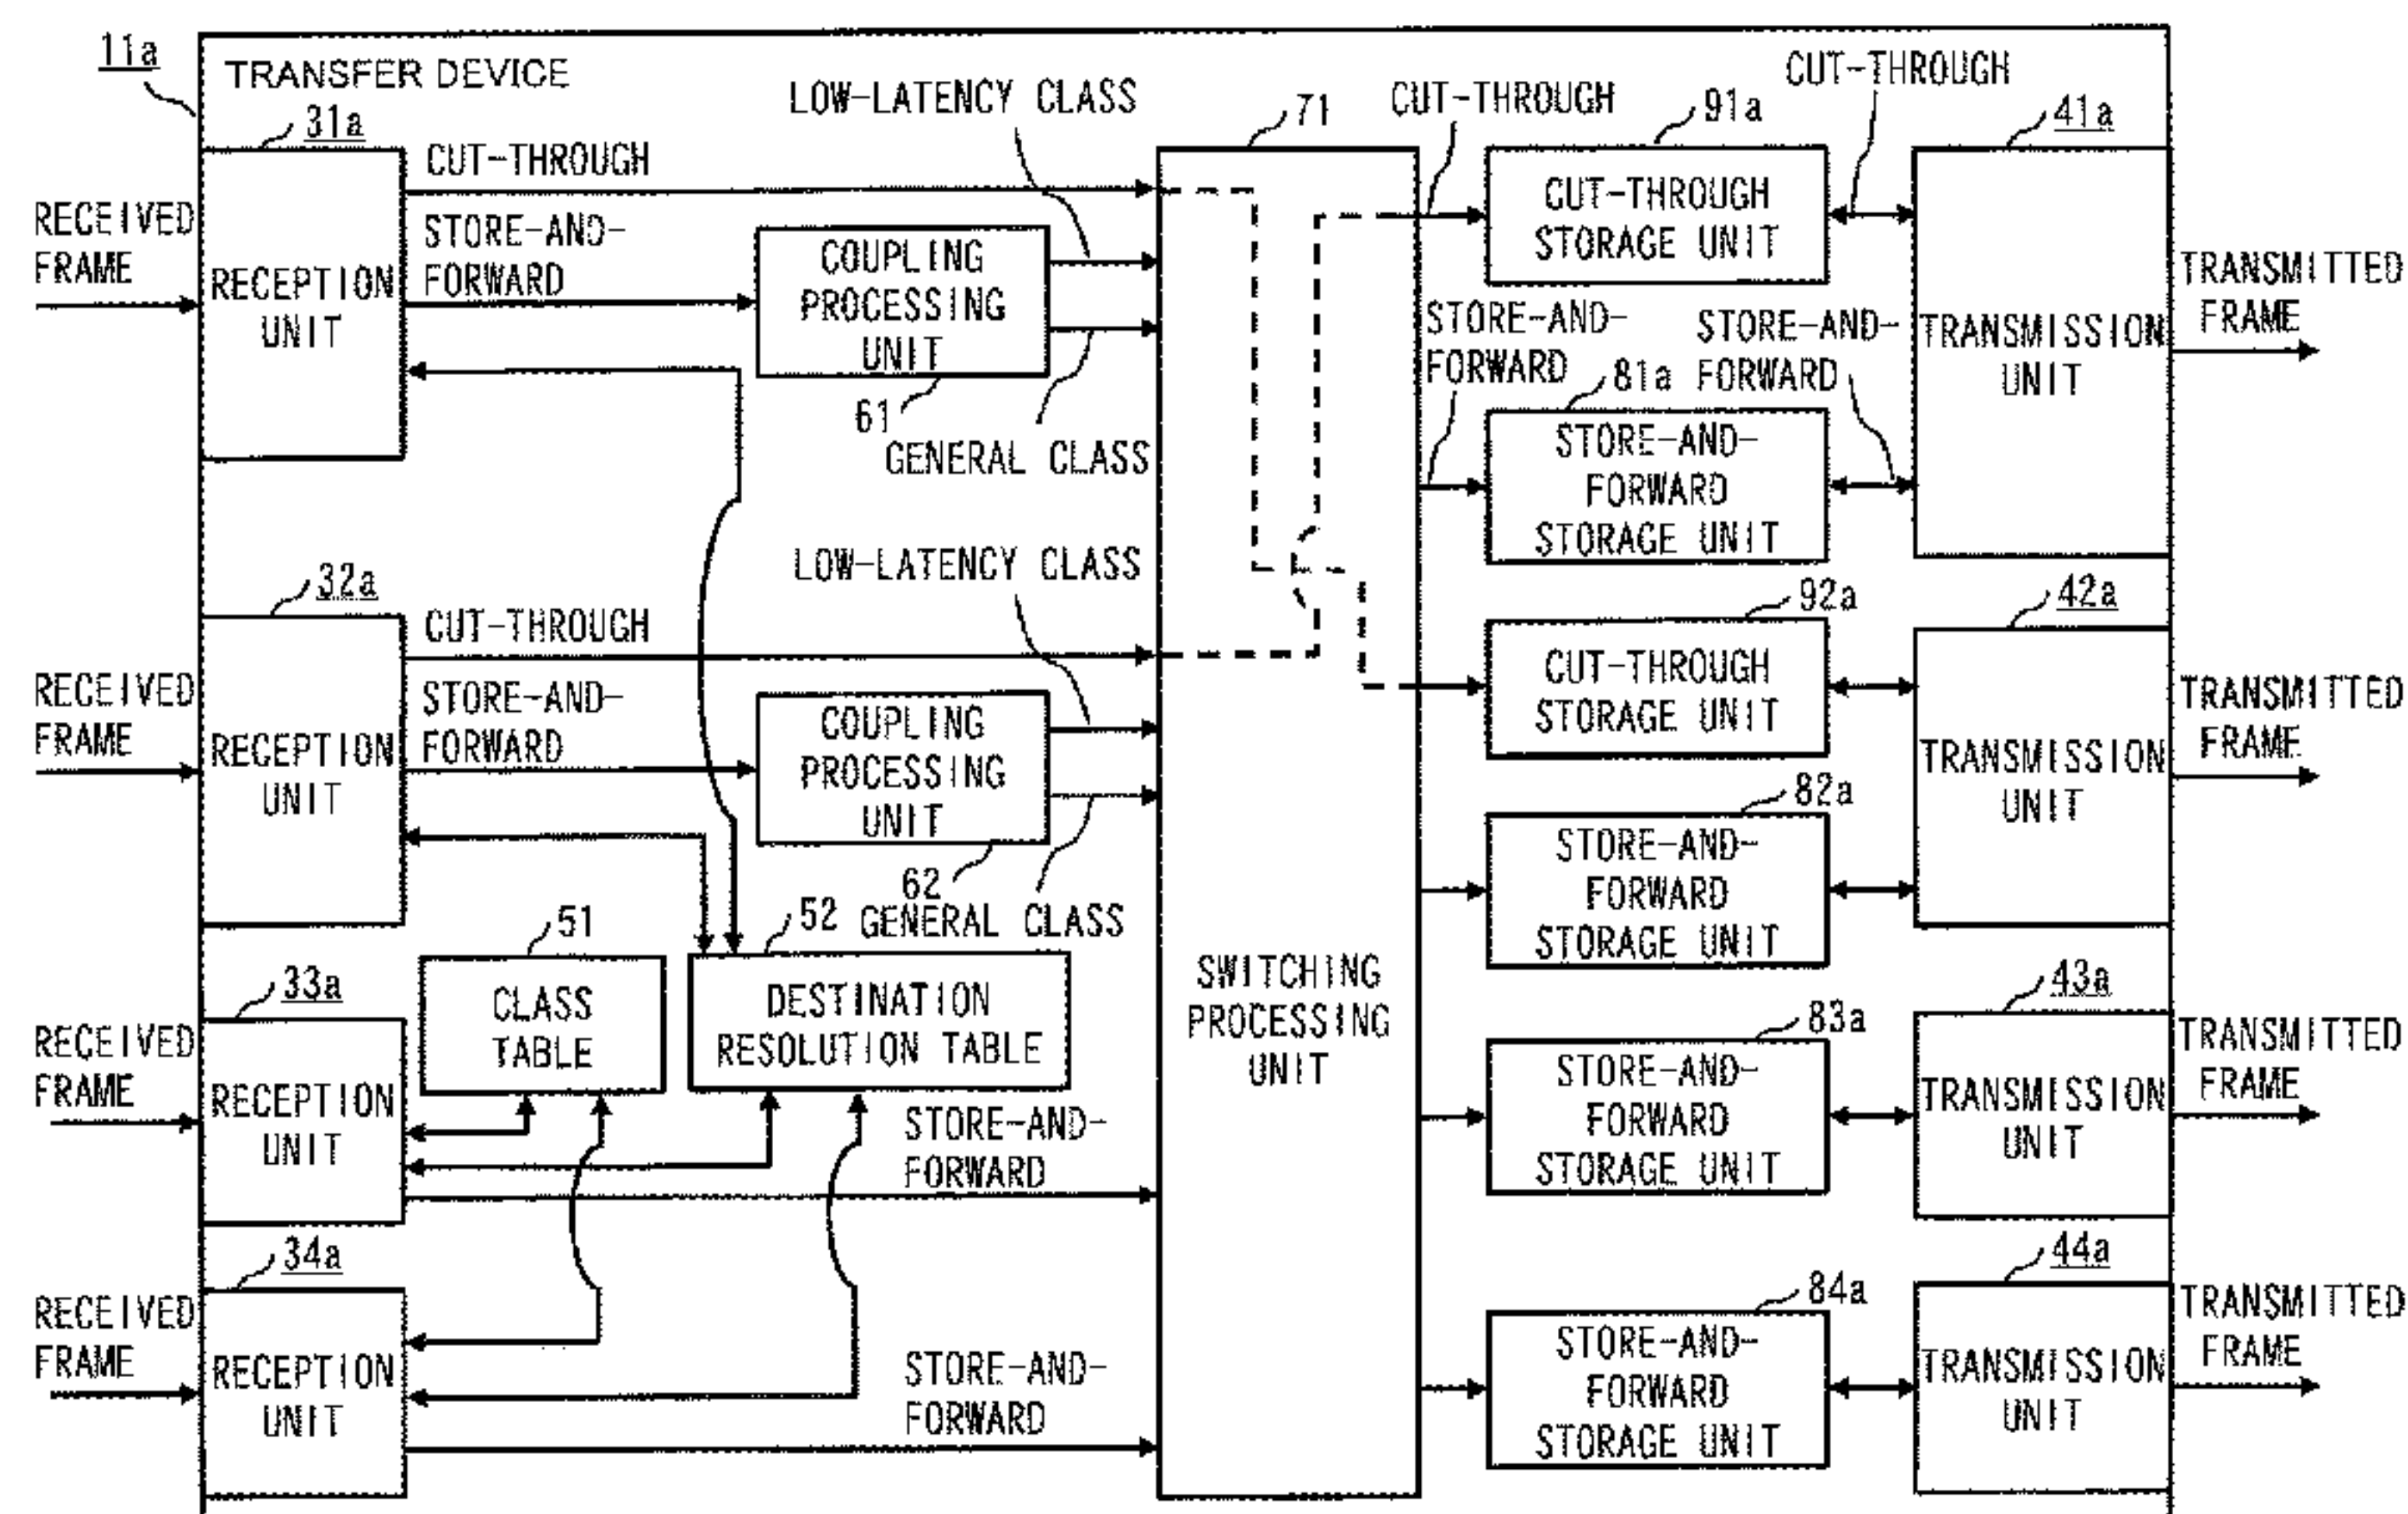 11a
TRANSFER DEVICE
LOW-LATENCY CLASS
CUT-THROUGH
CUT-THROUGH
31a
71
91a
41a
CUT-THROUGH
RECEIVED
FRAME
RECEPTION
UNIT
STORE-AND-
FORWARD
COUPLING
PROCESSING
UNIT
61
GENERAL CLASS
CUT-THROUGH
STORAGE UNIT
STORE-AND-
FORWARD
STORE-AND-
FORWARD
81a
STORE-AND-
FORWARD
STORAGE UNIT
TRANSMISSION
UNIT
TRANSMITTED
FRAME
LOW-LATENCY CLASS
32a
CUT-THROUGH
RECEIVED
FRAME
RECEPTION
UNIT
STORE-AND-
FORWARD
COUPLING
PROCESSING
UNIT
62
GENERAL CLASS
92a
CUT-THROUGH
STORAGE UNIT
42a
TRANSMISSION
UNIT
TRANSMITTED
FRAME
82a
STORE-AND-
FORWARD
STORAGE UNIT
51
CLASS
TABLE
52
DESTINATION
RESOLUTION TABLE
SWITCHING
PROCESSING
UNIT
33a
RECEIVED
FRAME
RECEPTION
UNIT
STORE-AND-
FORWARD
83a
STORE-AND-
FORWARD
STORAGE UNIT
43a
TRANSMISSION
UNIT
TRANSMITTED
FRAME
34a
RECEIVED
FRAME
RECEPTION
UNIT
STORE-AND-
FORWARD
84a
STORE-AND-
FORWARD
STORAGE UNIT
44a
TRANSMISSION
UNIT
TRANSMITTED
FRAME